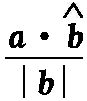 a · b̂
| b |